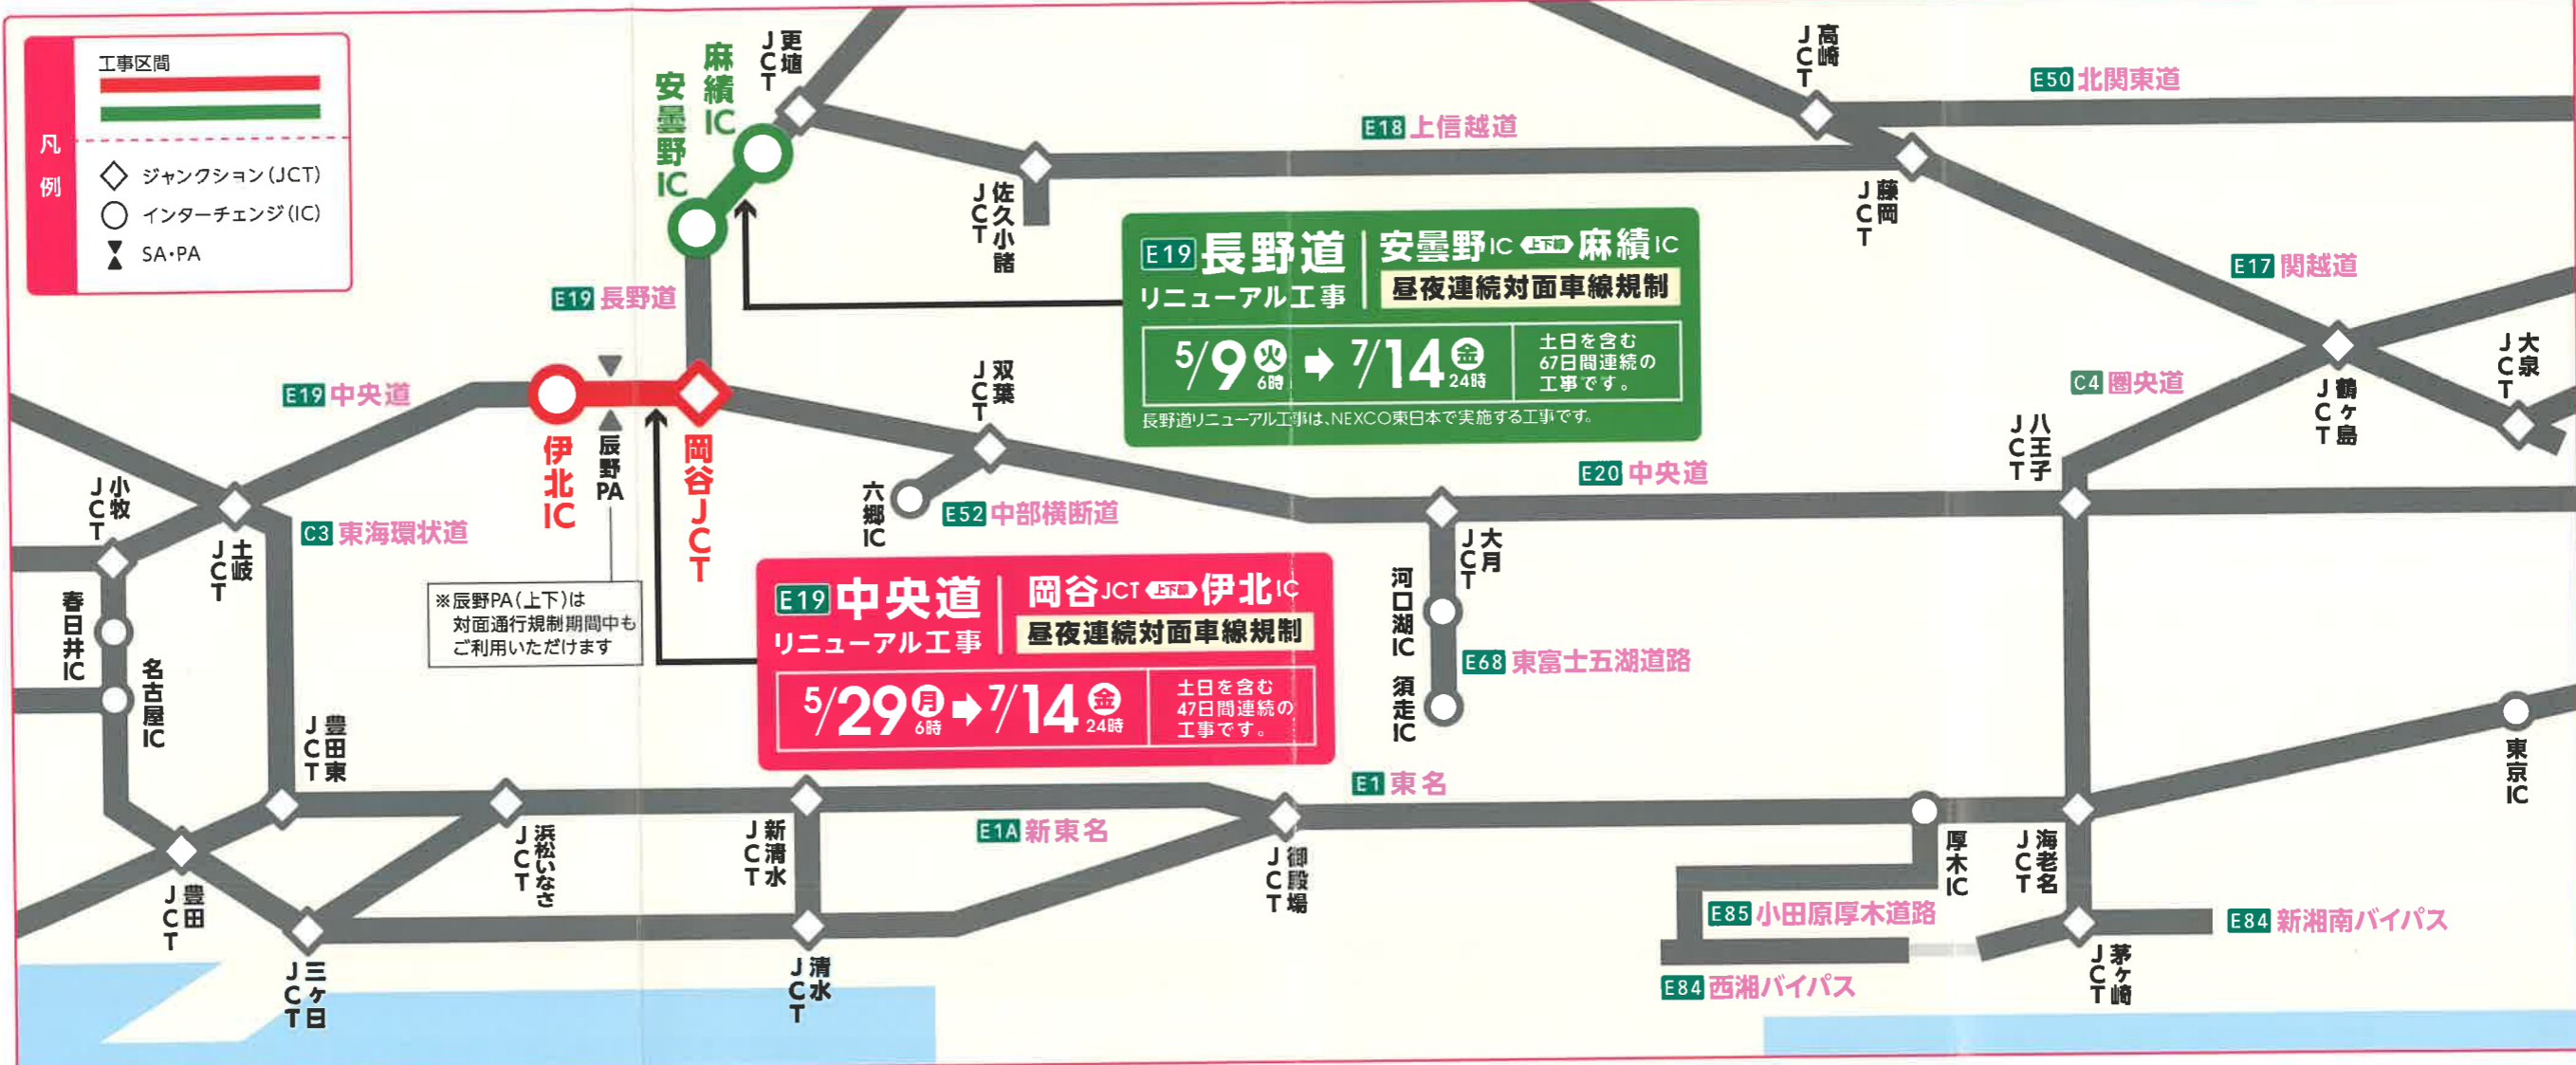 凡例
工事区間
ジャンクション(JCT)
インターチェンジ(IC)
SA・PA
更埴JCT
麻績IC
安曇野IC
高崎JCT
E50 北関東道
E18 上信越道
佐久小諸JCT
藤岡JCT
E17 関越道
E19 長野道
E19 長野道
リニューアル工事
安曇野IC 上下線 麻績IC
昼夜連続対面車線規制
5/9 火 6時 7/14 金 24時
土日を含む
67日間連続の
工事です。
長野道リニューアル工事は、NEXCO東日本で実施する工事です。
大泉JCT
鶴ヶ島JCT
C4 圏央道
八王子JCT
E19 中央道
伊北IC
辰野PA
岡谷JCT
双葉JCT
六郷IC
E52 中部横断道
E20 中央道
大月JCT
小牧JCT
土岐JCT
C3 東海環状道
※辰野PA(上下)は
対面通行規制期間中も
ご利用いただけます
E19 中央道
リニューアル工事
岡谷JCT 上下線 伊北IC
昼夜連続対面車線規制
5/29 月 6時 7/14 金 24時
土日を含む
47日間連続の
工事です。
河口湖IC
須走IC
E68 東富士五湖道路
春日井IC
名古屋IC
豊田東JCT
E1 東名
東京IC
浜松いなさJCT
新清水JCT
E1A 新東名
御殿場JCT
厚木IC
海老名JCT
豊田JCT
E85 小田原厚木道路
E84 新湘南バイパス
三ヶ日JCT
清水JCT
E84 西湘バイパス
茅ヶ崎JCT